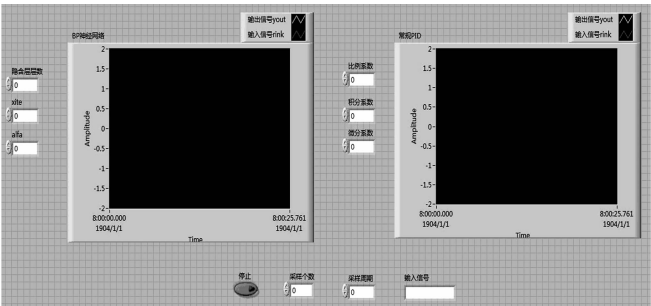 BP神经网络
输出信号yout
输入信号rink
隐含层层数
0
xite
0
alfa
0
Amplitude
2
1.5
1
0.5
0
-0.5
-1
-1.5
-2
8:00:00.000
1904/1/1
8:00:25.761
1904/1/1
Time
比例系数
0
积分系数
0
微分系数
0
常规PID
输出信号yout
输入信号rink
Amplitude
2
1.5
1
0.5
0
-0.5
-1
-1.5
-2
8:00:00.000
1904/1/1
8:00:25.761
1904/1/1
Time
停止
采样个数
0
采样周期
0
输入信号